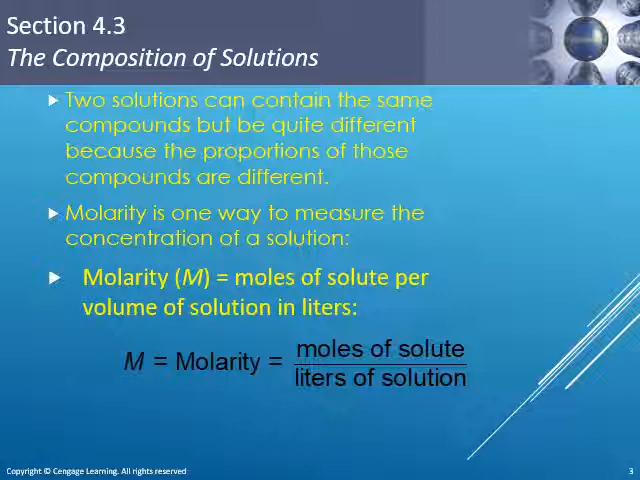 Section 4.3
The Composition of Solutions
Two solutions can contain the same
compounds but be quite different
because the proportions of those
compounds are different.
Molarity is one way to measure the
concentration of a solution:
Molarity (M) = moles of solute per
volume of solution in liters:
M = Molarity = moles of solute
liters of solution
Copyright © Cengage Learning. All rights reserved
3